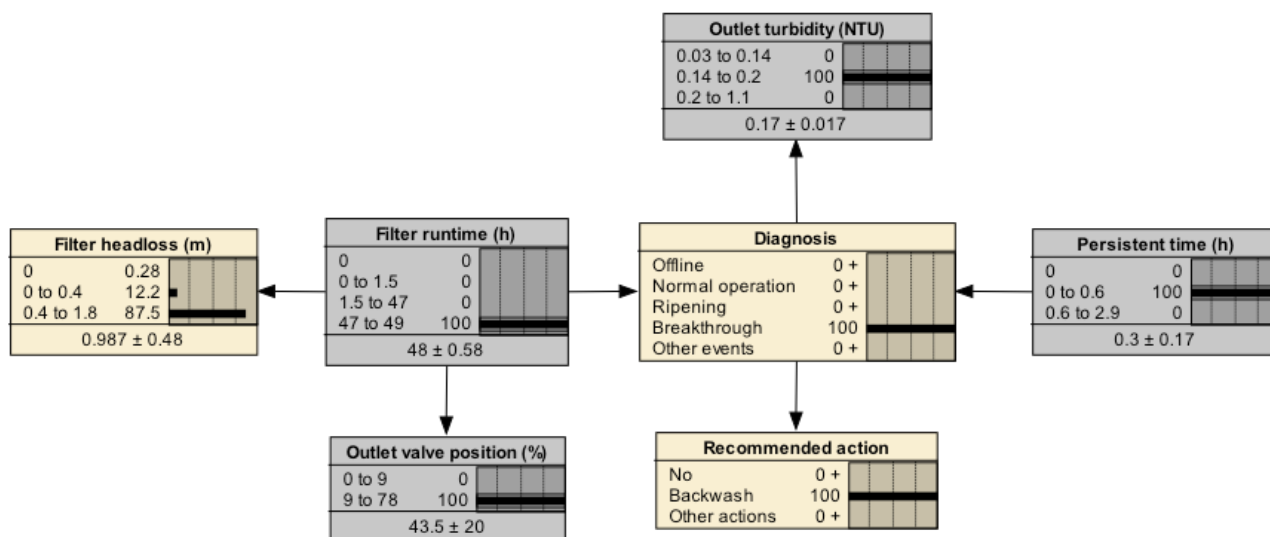 Outlet turbidity (NTU)
0.03 to 0.14 0
0.14 to 0.2 100
0.2 to 1.1 0
0.17 ± 0.017
Filter headloss (m)
0 0.28
0 to 0.4 12.2
0.4 to 1.8 87.5
0.987 ± 0.48
Filter runtime (h)
0 0
0 to 1.5 0
1.5 to 47 0
47 to 49 100
48 ± 0.58
Diagnosis
Offline 0 +
Normal operation 0 +
Ripening 0 +
Breakthrough 100
Other events 0 +
Persistent time (h)
0 0
0 to 0.6 100
0.6 to 2.9 0
0.3 ± 0.17
Outlet valve position (%)
0 to 9 0
9 to 78 100
43.5 ± 20
Recommended action
No 0 +
Backwash 100
Other actions 0 +